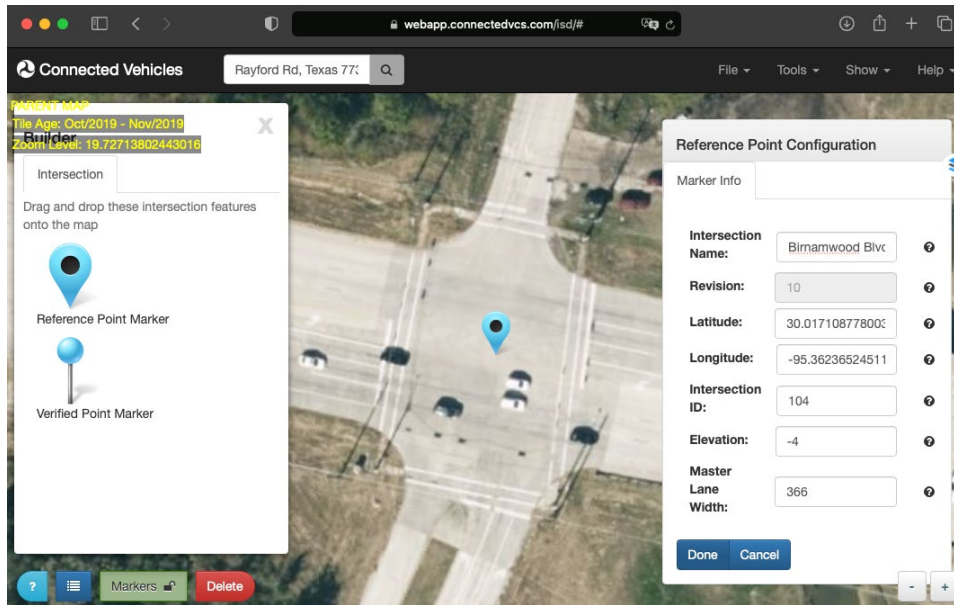 webapp.connectedvcs.com/isd/#
Connected Vehicles
Rayford Rd, Texas 773
File
Tools
Show
Help
PARENT MAP
Tile Age: Oct/2019 - Nov/2019
Builder
Zoom Level: 19.72713802443016
X
Intersection
Drag and drop these intersection features
onto the map
Reference Point Marker
Verified Point Marker
Reference Point Configuration
Marker Info
Intersection
Name:
Birnamwood Blvd
Revision:
10
Latitude:
30.017108778003
Longitude:
-95.36236524511
Intersection
ID:
104
Elevation:
-4
Master
Lane
Width:
366
Done
Cancel
?
Markers
Delete
-
+